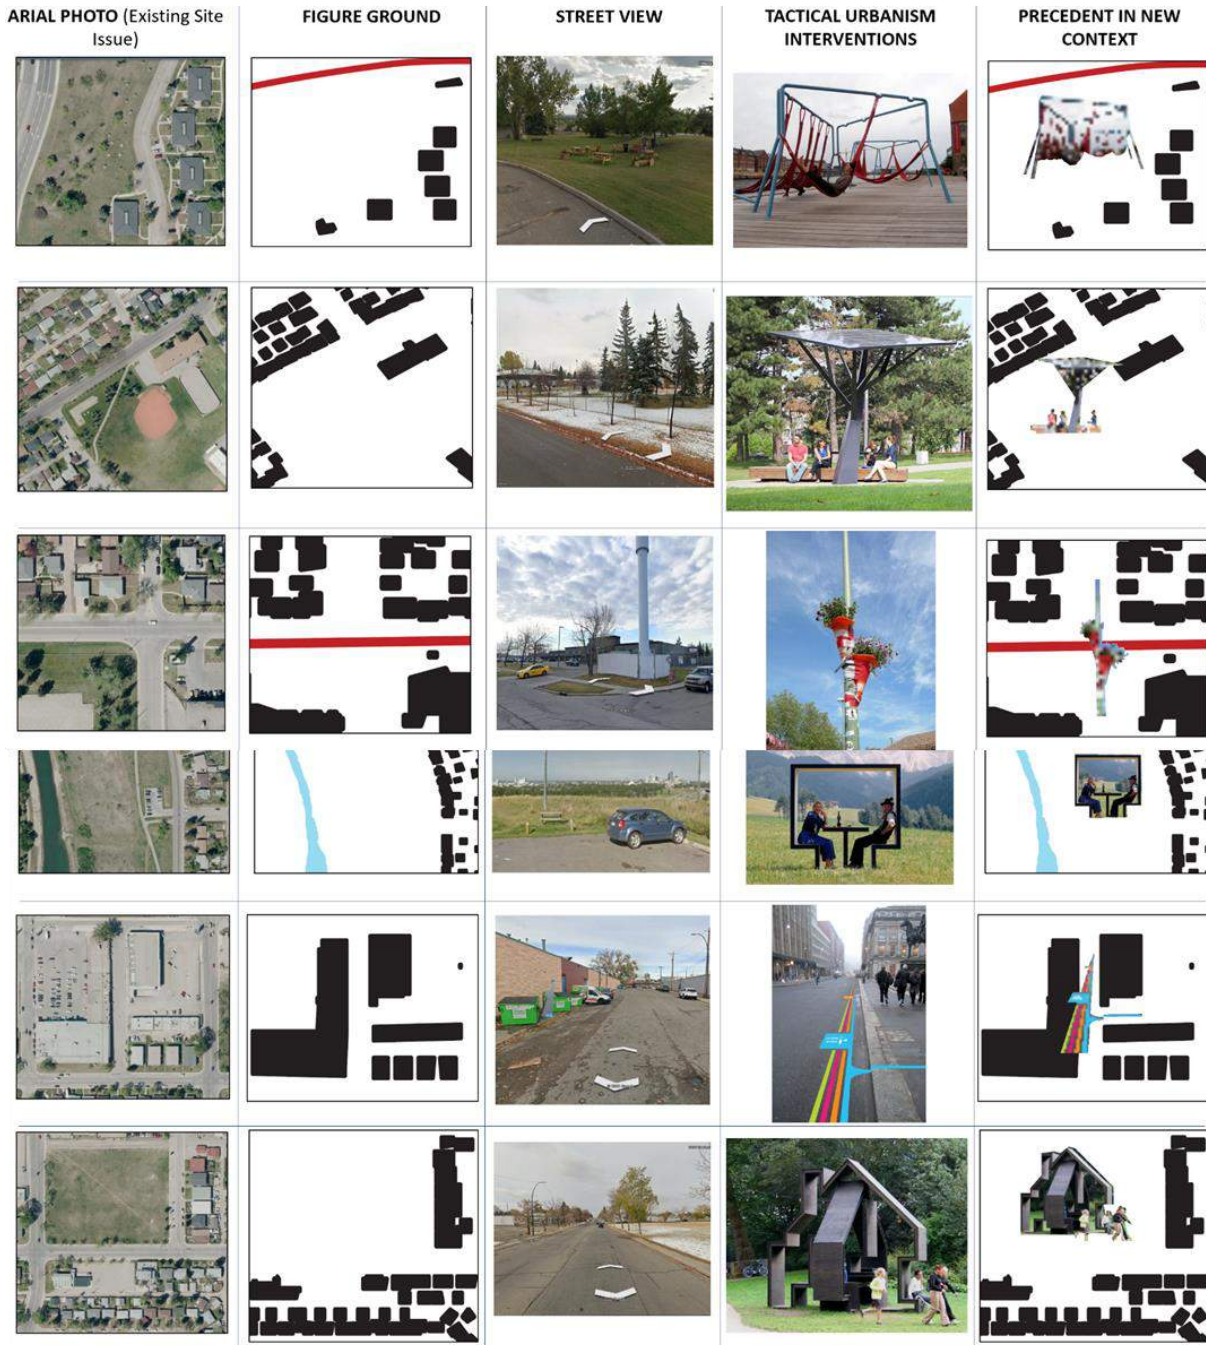 ARIAL PHOTO (Existing Site
Issue)
FIGURE GROUND
STREET VIEW
TACTICAL URBANISM
INTERVENTIONS
PRECEDENT IN NEW
CONTEXT